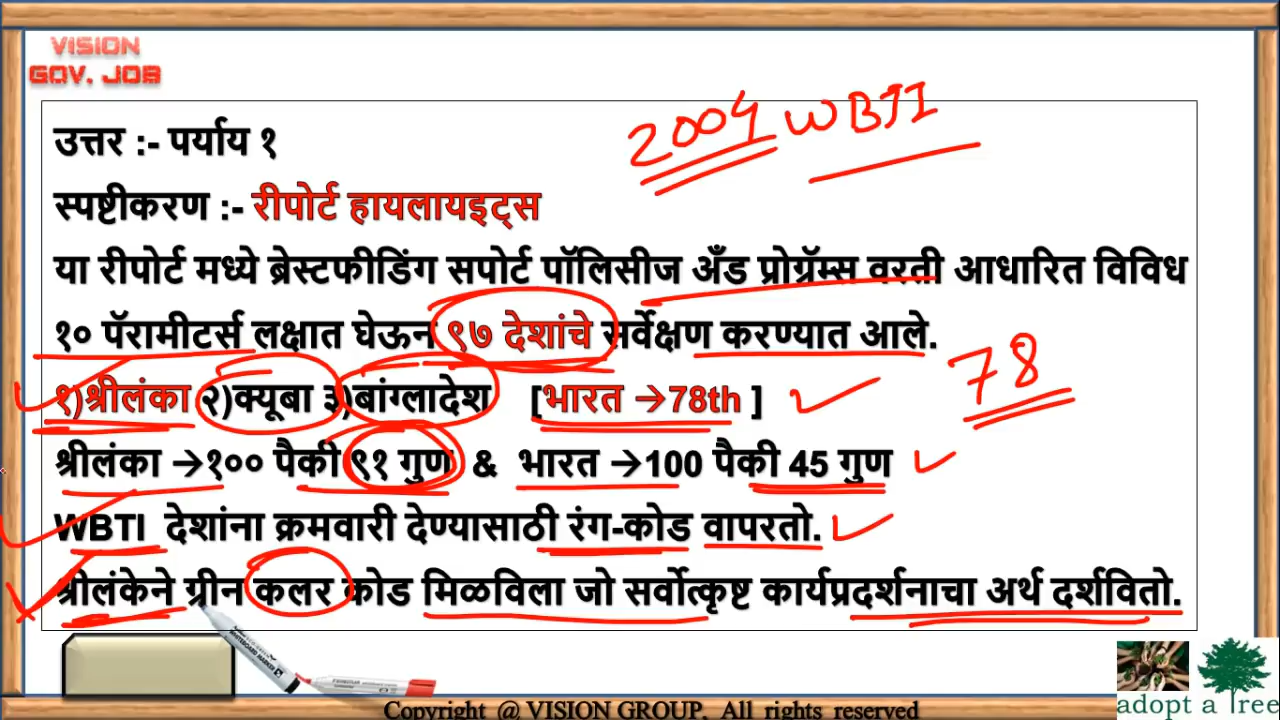 VISION
GOV. JOB
2004 WBTI
उत्तर :- पर्याय १
स्पष्टीकरण :- रीपोर्ट हायलायइट्स
या रीपोर्ट मध्ये ब्रेस्टफीडिंग सपोर्ट पॉलिसीज अँड प्रोग्रॅम्स वरती आधारित विविध
१० पॅरामीटर्स लक्षात घेऊन ९७ देशांचे सर्वेक्षण करण्यात आले.
78
१)श्रीलंका २)क्यूबा ३)बांग्लादेश [भारत →78th ]
श्रीलंका →१०० पैकी ९१ गुण & भारत →100 पैकी 45 गुण
WBTI देशांना क्रमवारी देण्यासाठी रंग-कोड वापरतो.
श्रीलंकेने ग्रीन कलर कोड मिळविला जो सर्वोत्कृष्ट कार्यप्रदर्शनाचा अर्थ दर्शवितो.
adopt a Tree
Copyright @ VISION GROUP. All rights reserved